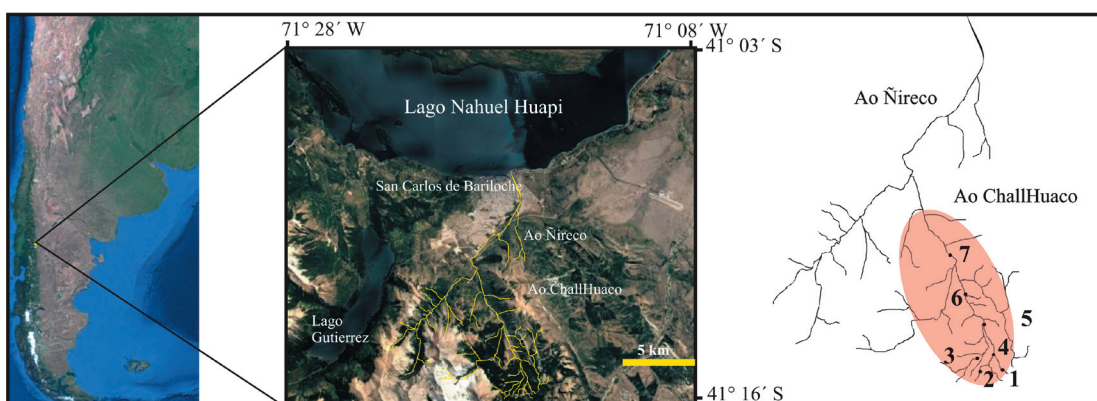 71° 28´ W
71° 08´ W
41° 03´ S
Lago Nahuel Huapi
San Carlos de Bariloche
Ao Ñireco
Ao ChallHuaco
Lago
Gutierrez
5 km
41° 16´ S
Ao Ñireco
Ao ChallHuaco
7
6
5
3
4
2
1